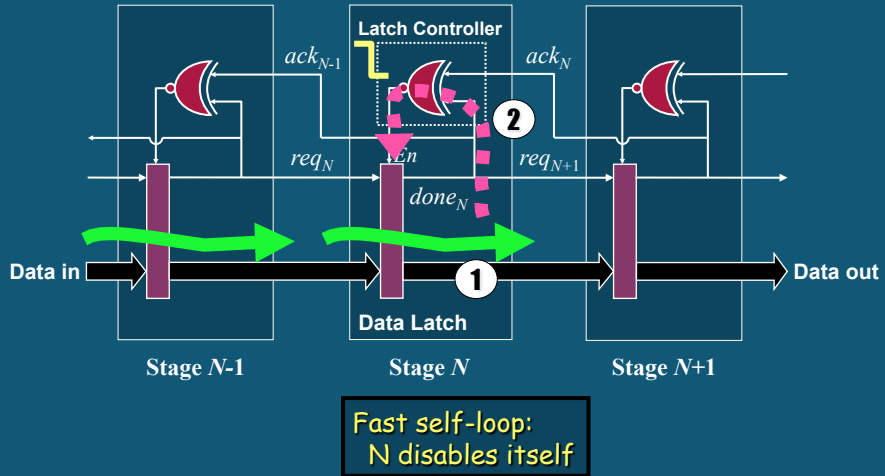 Latch Controller
ackN-1
ackN
2
En
reqN
reqN+1
doneN
Data in
1
Data out
Data Latch
Stage N-1
Stage N
Stage N+1
Fast self-loop:
N disables itself